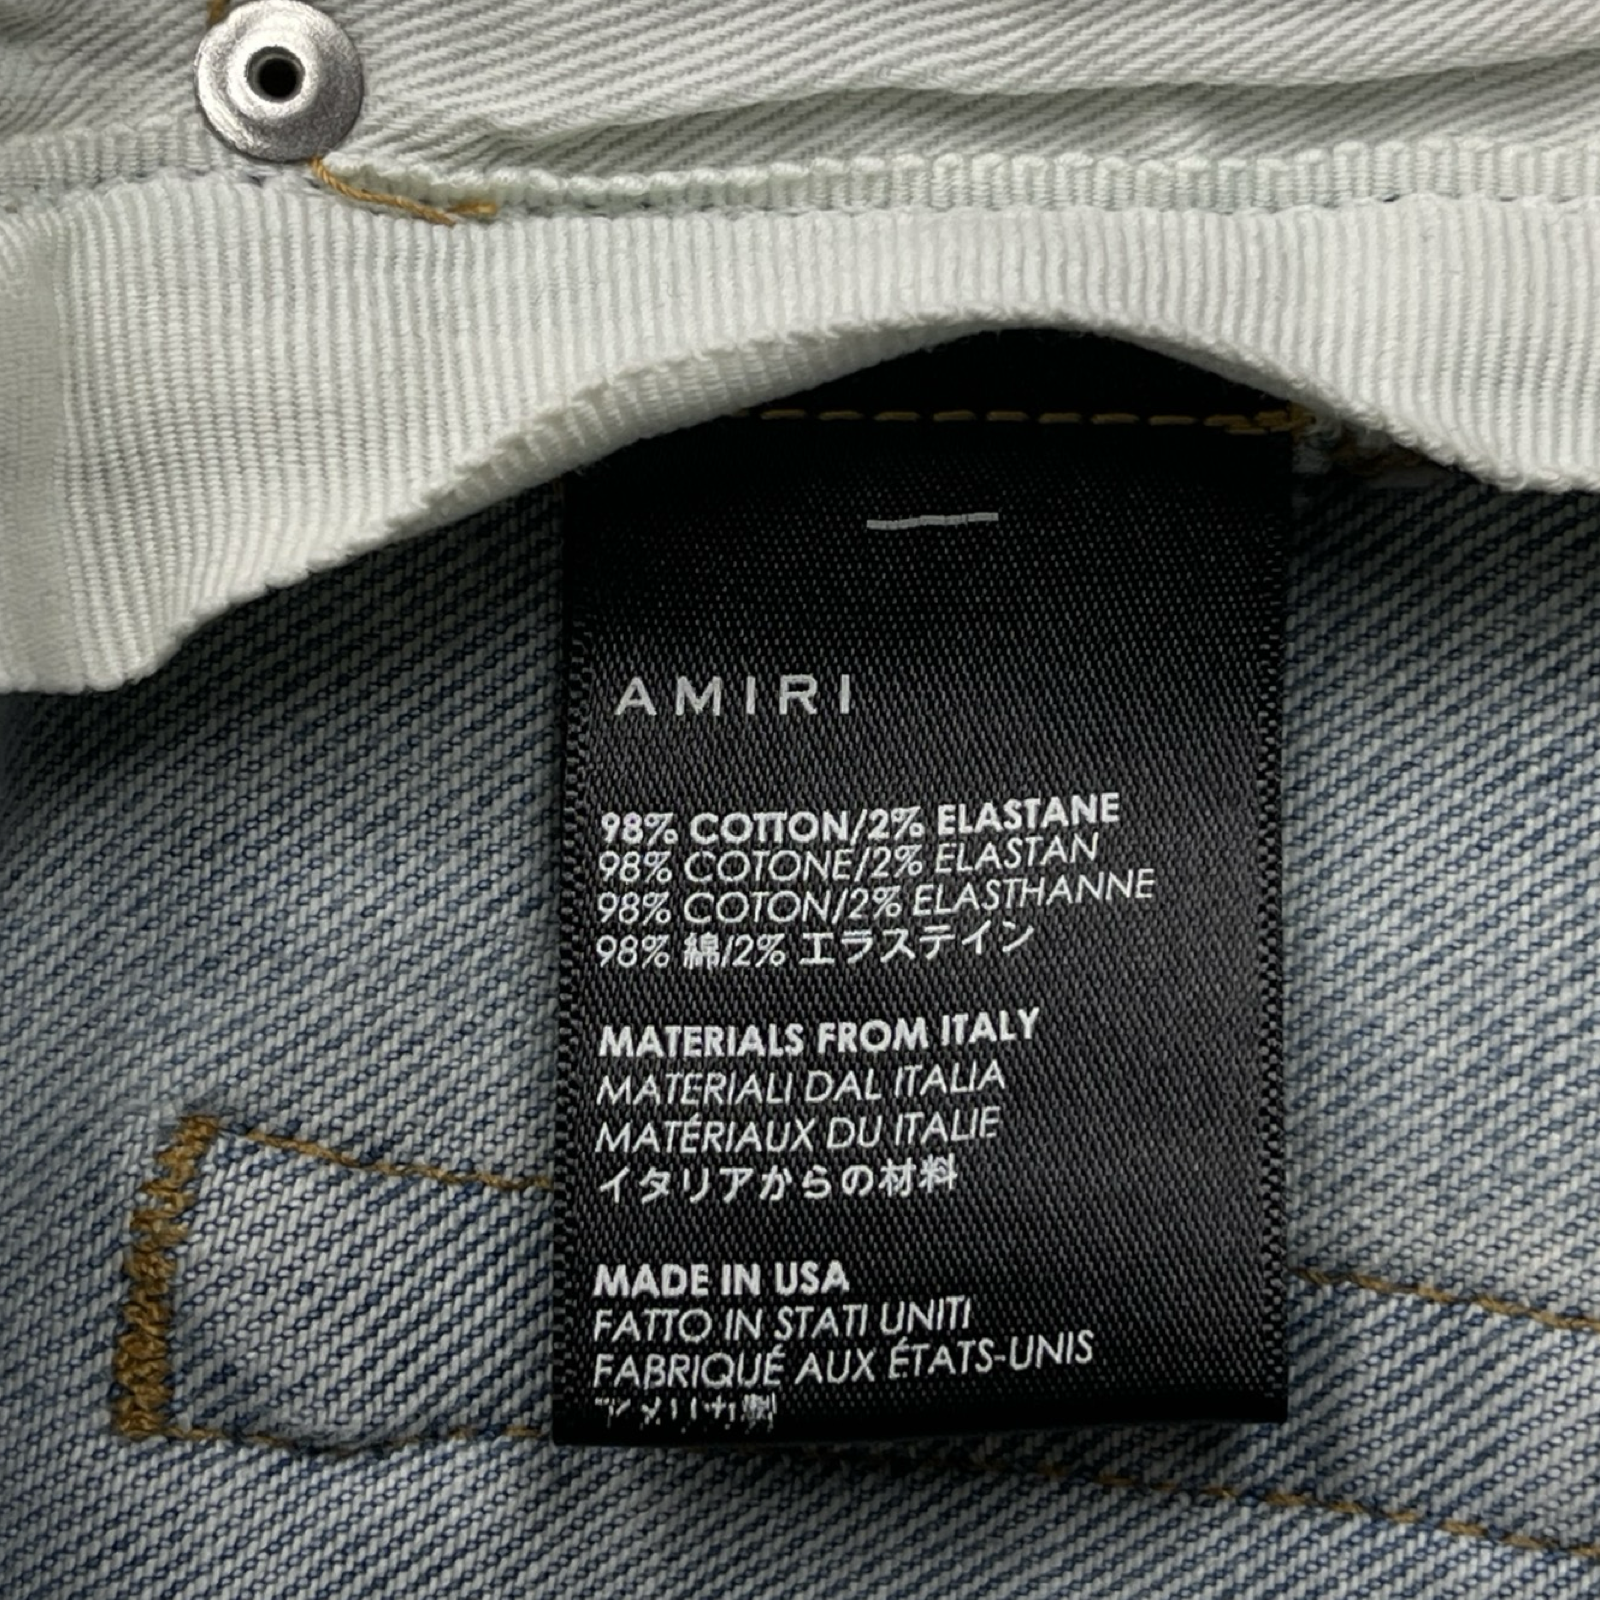 AMIRI
98% COTTON/2% ELASTANE
98% COTONE/2% ELASTAN
98% COTON/2% ELASTHANNE
98% 綿/2% エラステイン
MATERIALS FROM ITALY
MATERIALI DAL ITALIA
MATÉRIAUX DU ITALIE
イタリアからの材料
MADE IN USA
FATTO IN STATI UNITI
FABRIQUÉ AUX ÉTATS-UNIS